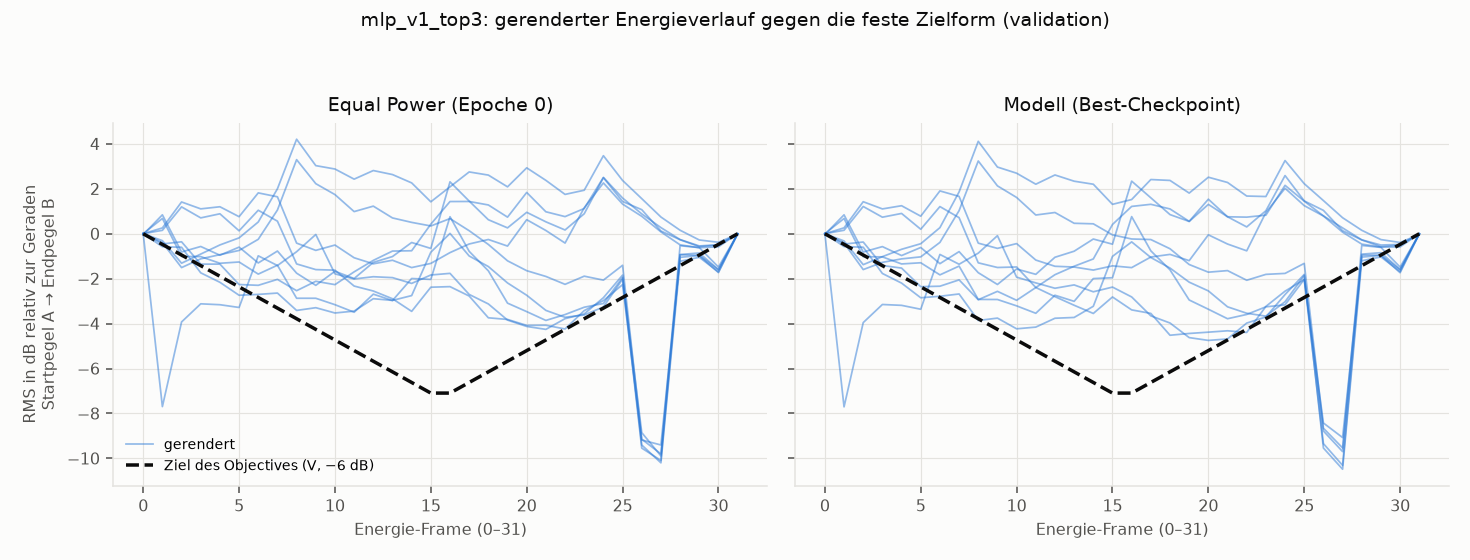 mlp_v1_top3: gerenderter Energieverlauf gegen die feste Zielform (validation)
Equal Power (Epoche 0)
Modell (Best-Checkpoint)
RMS in dB relativ zur Geraden
Startpegel A → Endpegel B
4
2
0
−2
−4
−6
−8
−10
gerendert
Ziel des Objectives (V, −6 dB)
0 5 10 15 20 25 30
0 5 10 15 20 25 30
Energie-Frame (0–31)
Energie-Frame (0–31)